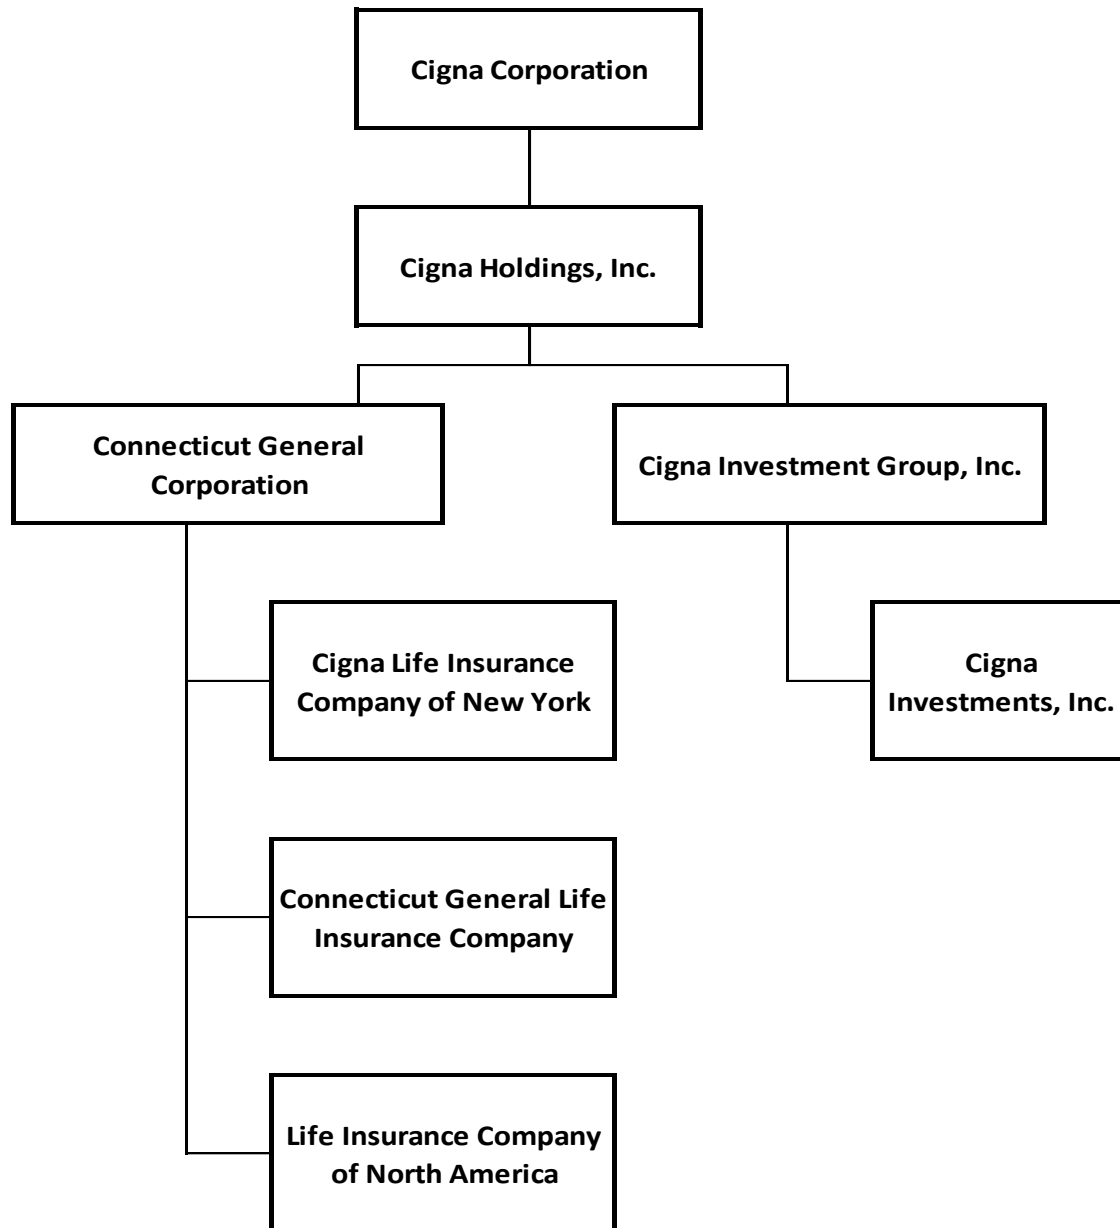 Cigna Corporation
Cigna Holdings, Inc.
Connecticut General
Corporation
Cigna Investment Group, Inc.
Cigna Life Insurance
Company of New York
Cigna
Investments, Inc.
Connecticut General Life
Insurance Company
Life Insurance Company
of North America